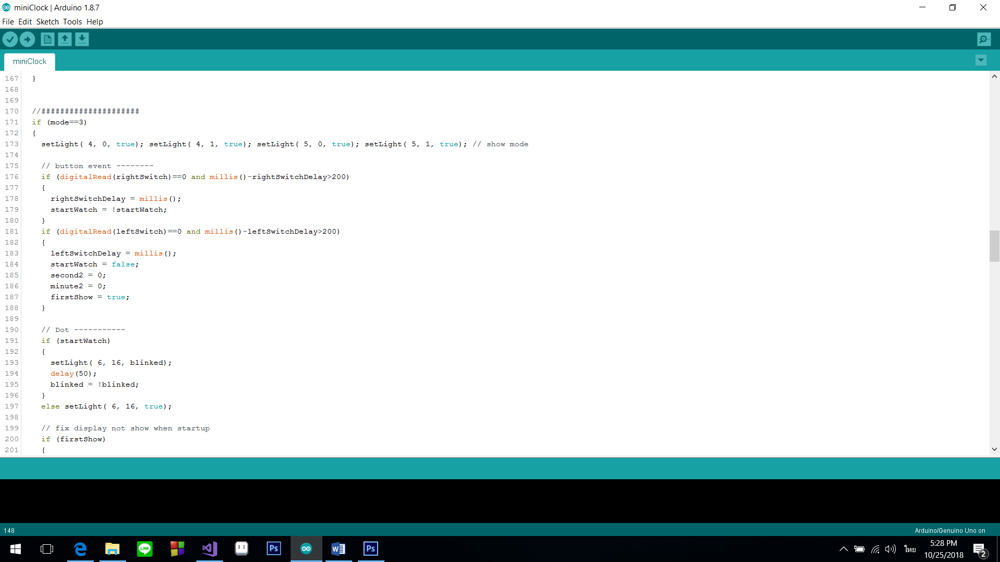 miniClock | Arduino 1.8.7
File Edit Sketch Tools Help
miniClock
167 }
168
169
170 //#####################
171 if (mode==3)
172 {
173 setLight( 4, 0, true); setLight( 4, 1, true); setLight( 5, 0, true); setLight( 5, 1, true); // show mode
174
175 // button event --------
176 if (digitalRead(rightSwitch)==0 and millis()-rightSwitchDelay>200)
177 {
178 rightSwitchDelay = millis();
179 startWatch = !startWatch;
180 }
181 if (digitalRead(leftSwitch)==0 and millis()-leftSwitchDelay>200)
182 {
183 leftSwitchDelay = millis();
184 startWatch = false;
185 second2 = 0;
186 minute2 = 0;
187 firstShow = true;
188 }
189
190 // Dot -----------
191 if (startWatch)
192 {
193 setLight( 6, 16, blinked);
194 delay(50);
195 blinked = !blinked;
196 }
197 else setLight( 6, 16, true);
198
199 // fix display not show when startup
200 if (firstShow)
201 {
148
Arduino/Genuino Uno on
LINE
Ps
Ps
ไทย
5:28 PM
10/25/2018
2